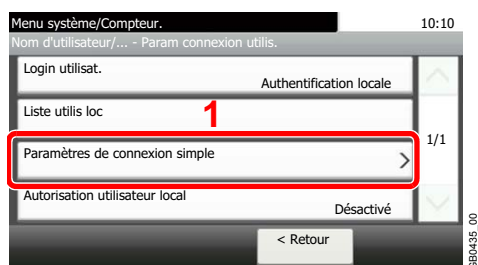 Menu système/Compteur.
10:10
Nom d'utilisateur/... - Param connexion utilis.
Login utilisat.
Authentification locale
Liste utilis loc
1
1/1
Paramètres de connexion simple
Autorisation utilisateur local
Désactivé
< Retour
GB0435_00